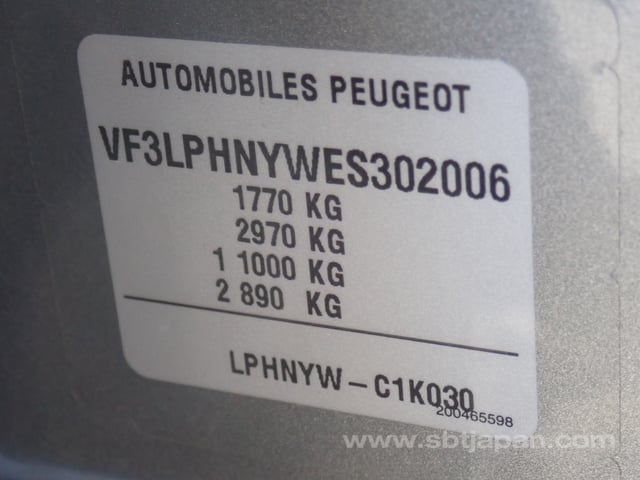 AUTOMOBILES PEUGEOT
VF3LPHNYWES302006
1770 KG
2970 KG
1 1000 KG
2 890 KG
LPHNYW-C1K030
200465598
www.sbtjapan.com